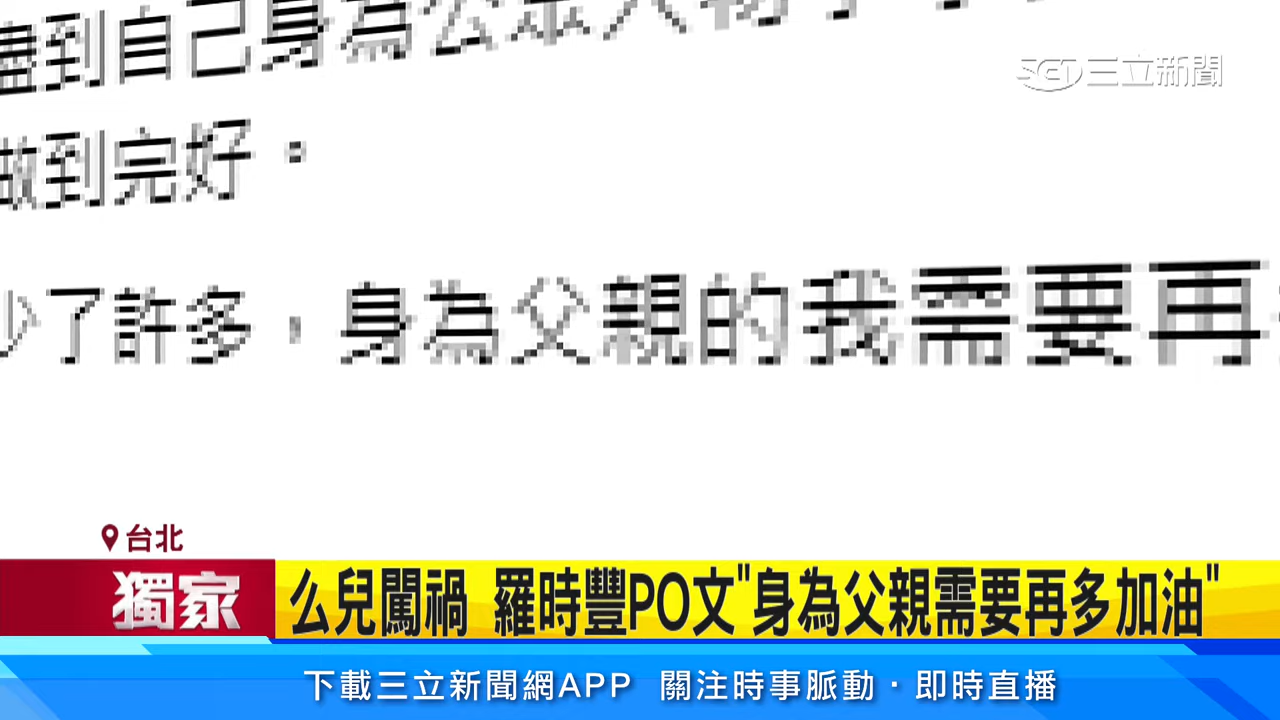 盡到自己身為公眾人物
SET三立新聞
做到完好。
少了許多，身為父親的我需要再
台北
獨家
么兒闖禍 羅時豐PO文"身為父親需要再多加油"
下載三立新聞網APP 關注時事脈動·即時直播